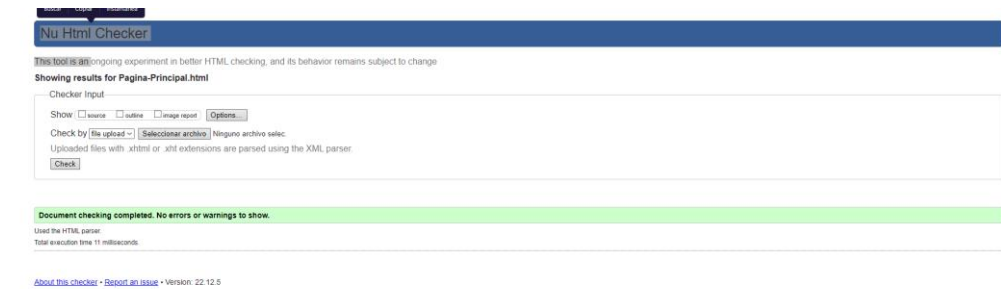 Buscar Copiar Instantánea
Nu Html Checker
This tool is an ongoing experiment in better HTML checking, and its behavior remains subject to change
Showing results for Pagina-Principal.html
Checker Input
Show source outline image report Options...
Check by file upload Seleccionar archivo Ninguno archivo selec.
Uploaded files with .xhtml or .xht extensions are parsed using the XML parser.
Check
Document checking completed. No errors or warnings to show.
Used the HTML parser.
Total execution time 11 milliseconds.
About this checker • Report an issue • Version: 22.12.5